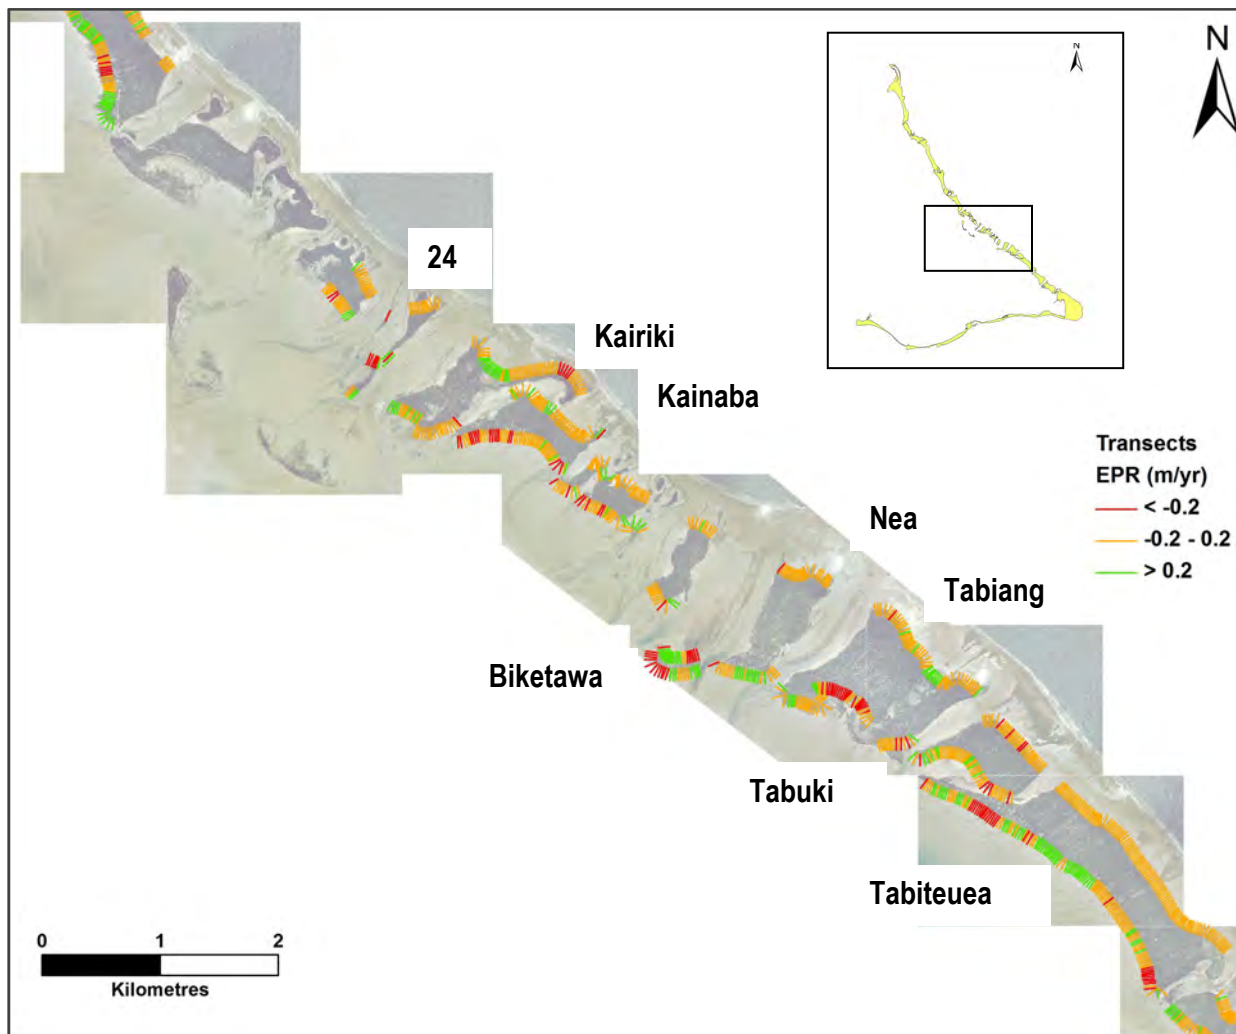 N
N
24
Kairiki
Kainaba
Transects
EPR (m/yr)
< -0.2
-0.2 - 0.2
> 0.2
Nea
Tabiang
Biketawa
Tabuki
Tabiteuea
0 1 2
Kilometres